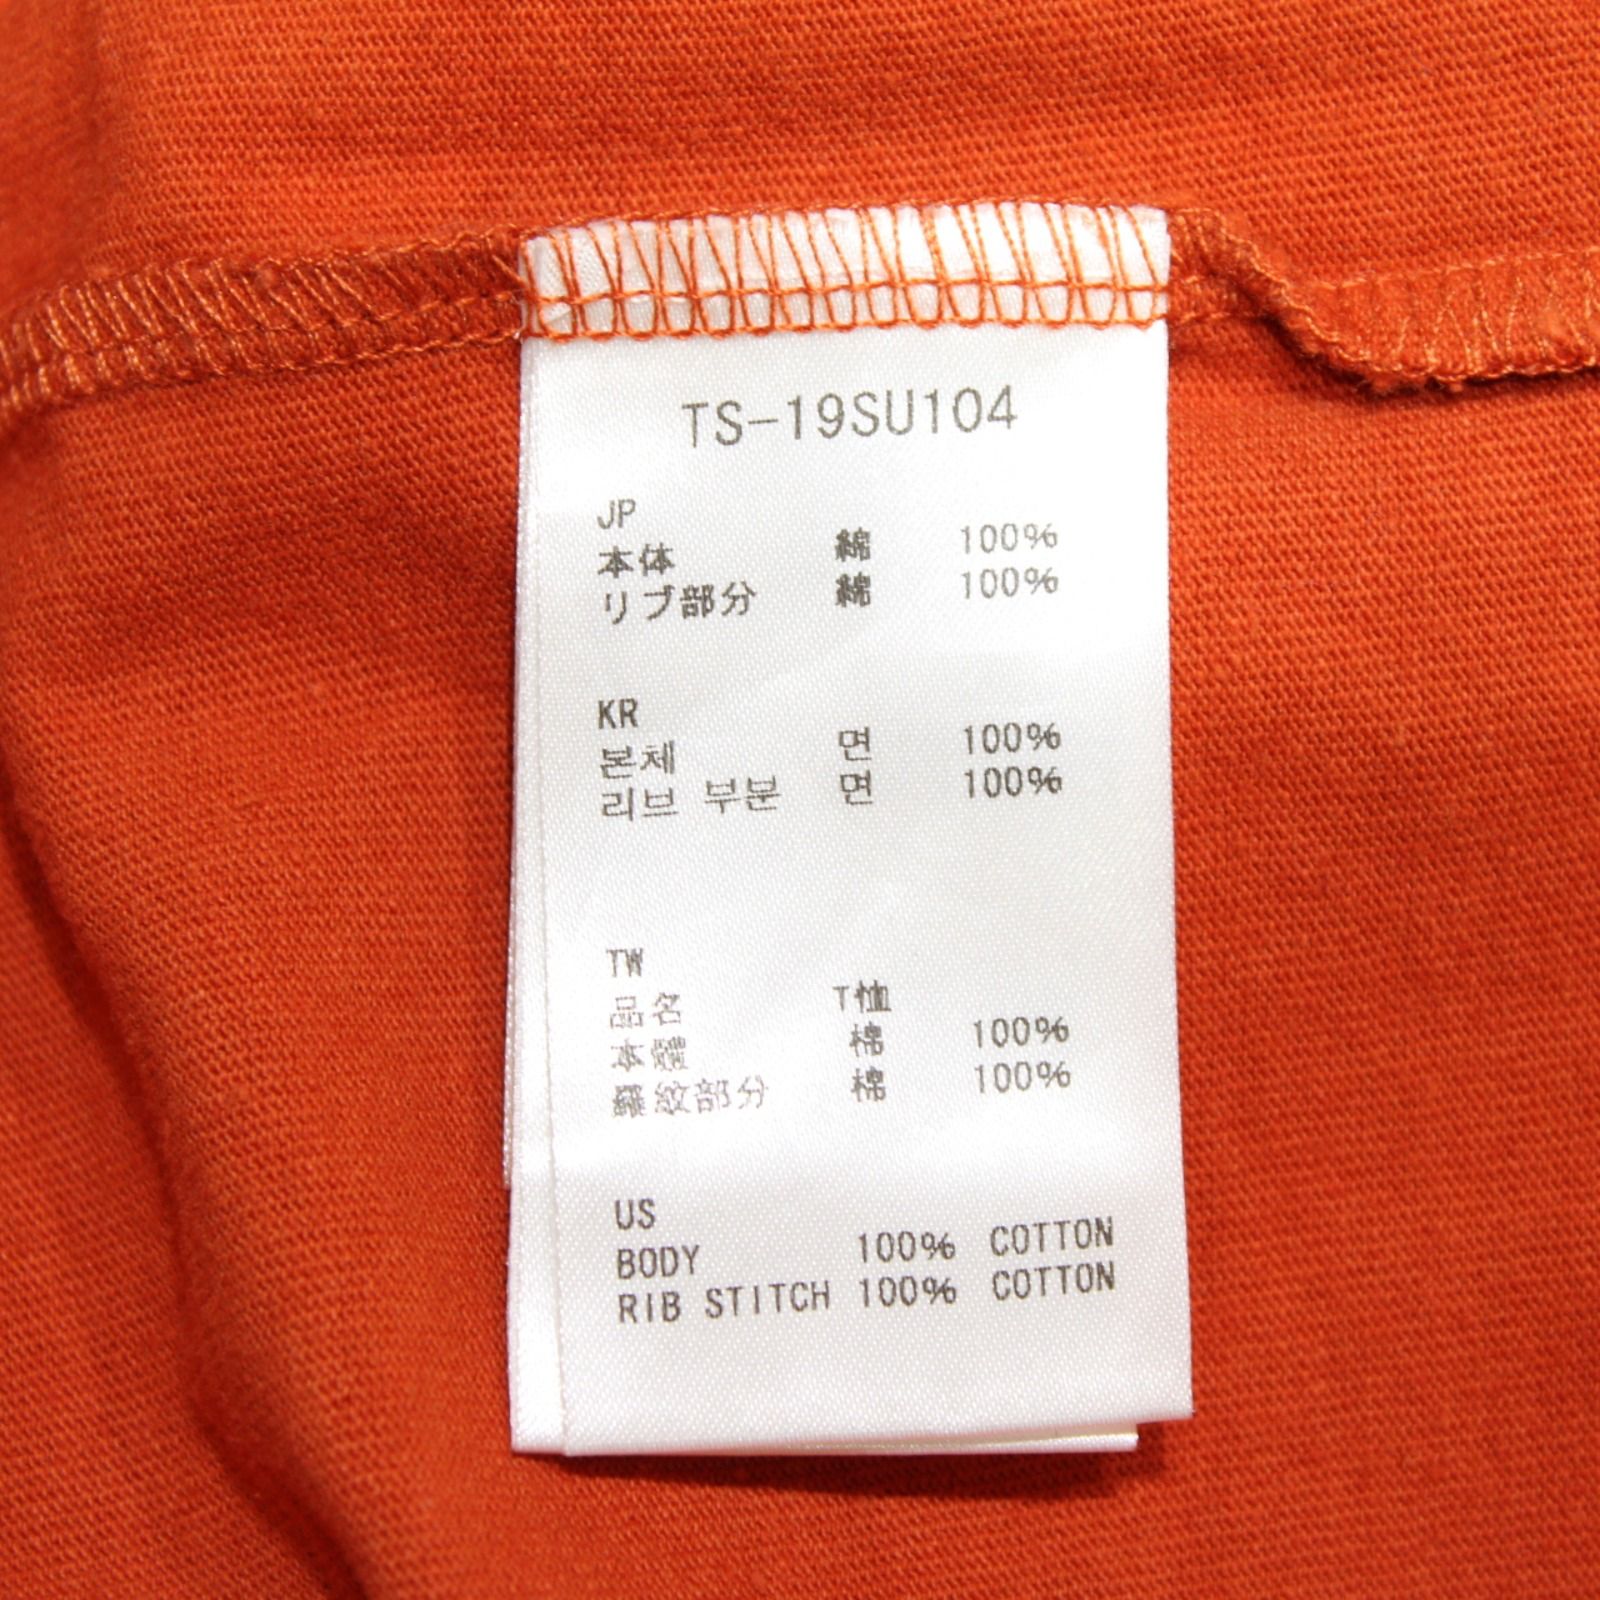 TS-19SU104
JP
本体 綿 100%
リブ部分 綿 100%
KR
본체 면 100%
리브 부분 면 100%
TW
品名 T恤
本體 棉 100%
羅紋部分 棉 100%
US
BODY 100% COTTON
RIB STITCH 100% COTTON